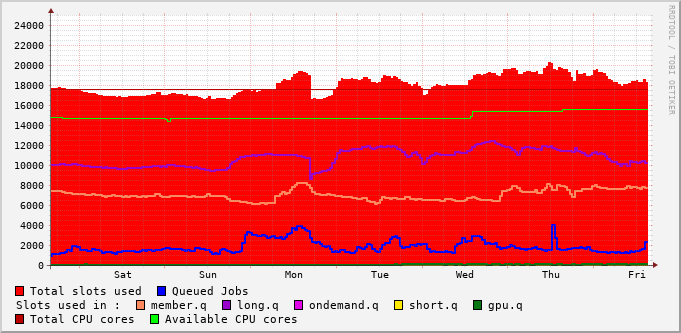 RRDTOOL / TOBI OETIKER
24000
22000
20000
18000
16000
14000
12000
10000
8000
6000
4000
2000
0
Sat Sun Mon Tue Wed Thu Fri
Total slots used Queued Jobs
Slots used in : member.q long.q ondemand.q short.q gpu.q
Total CPU cores Available CPU cores